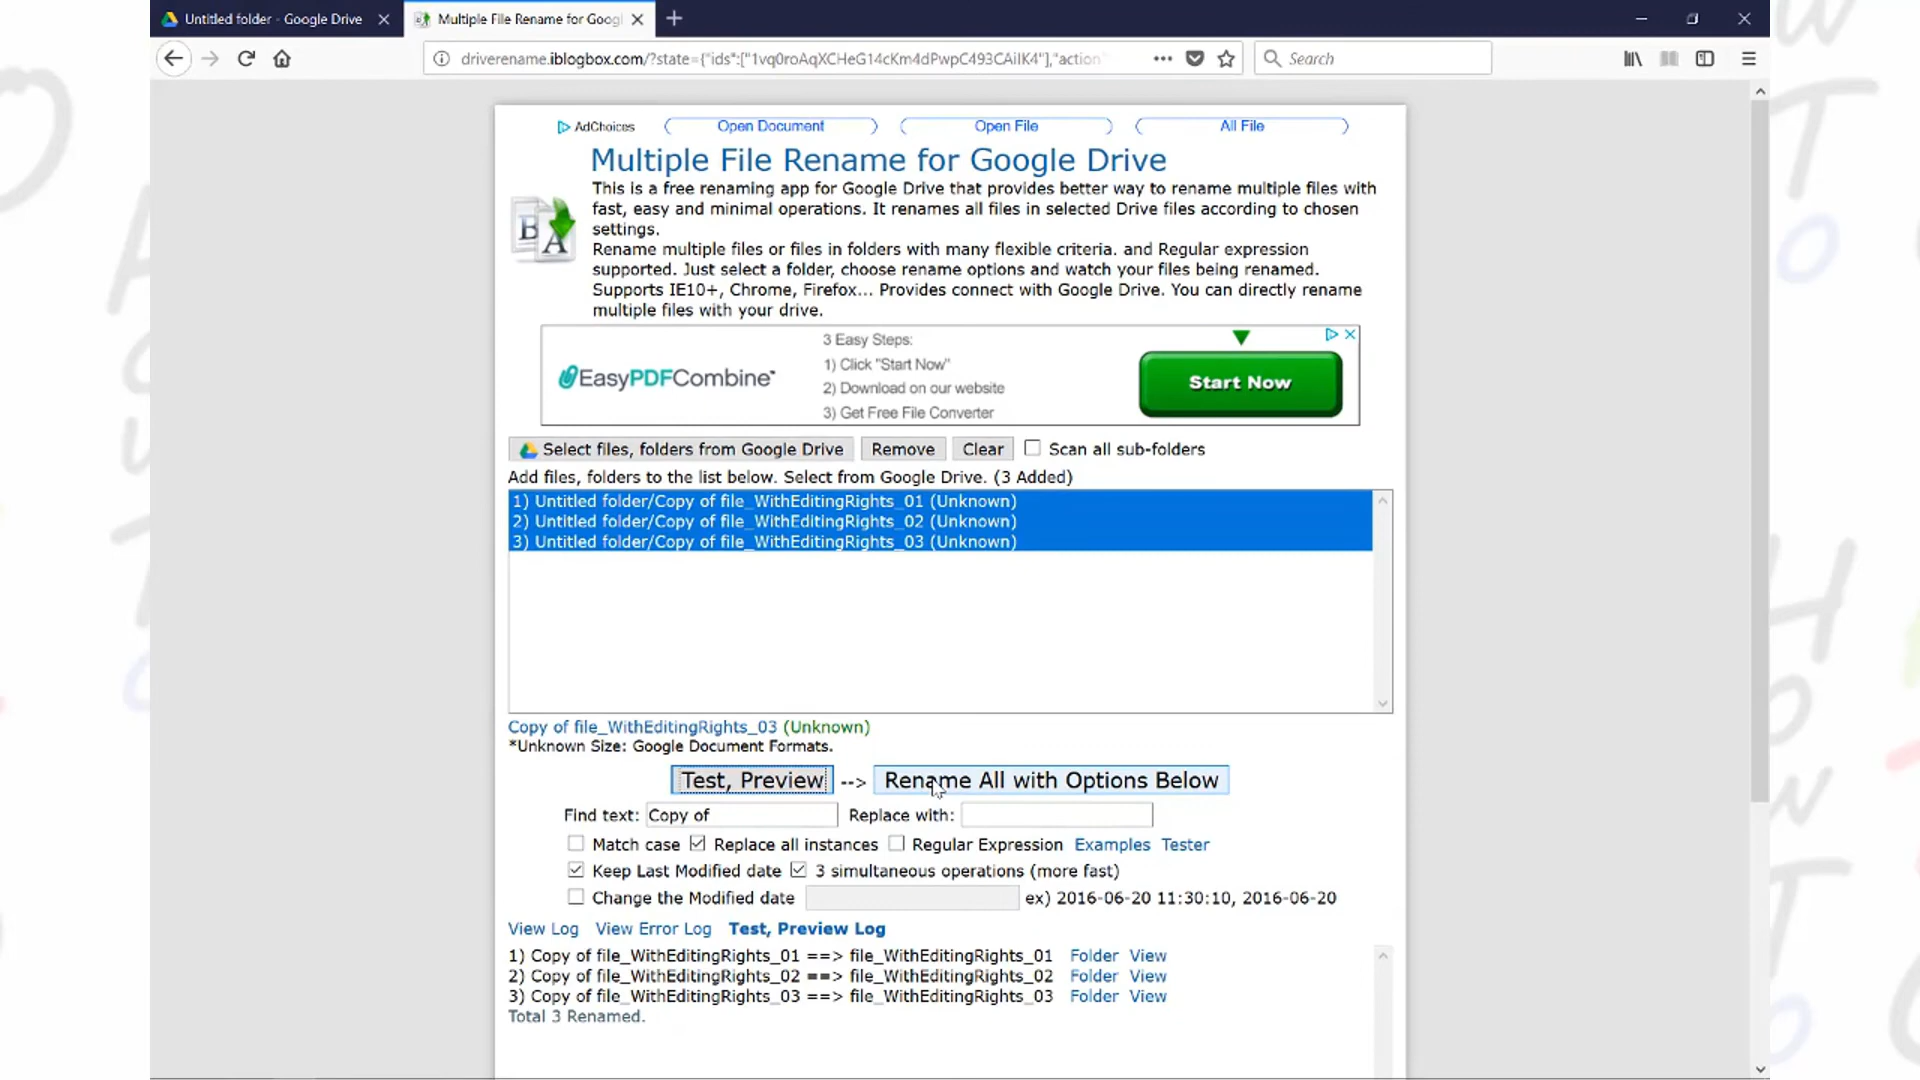 Untitled folder - Google Drive
Multiple File Rename for Goog
driverename.iblogbox.com/?state={"ids":["1vq0roAqXCHeG14cKm4dPwpC493CAilK4"],"action"
Search
AdChoices
Open Document
Open File
All File
Multiple File Rename for Google Drive
This is a free renaming app for Google Drive that provides better way to rename multiple files with
fast, easy and minimal operations. It renames all files in selected Drive files according to chosen
settings.
Rename multiple files or files in folders with many flexible criteria. and Regular expression
supported. Just select a folder, choose rename options and watch your files being renamed.
Supports IE10+, Chrome, Firefox... Provides connect with Google Drive. You can directly rename
multiple files with your drive.
EasyPDFCombine™
3 Easy Steps:
1) Click "Start Now"
2) Download on our website
3) Get Free File Converter
Start Now
Select files, folders from Google Drive Remove Clear Scan all sub-folders
Add files, folders to the list below. Select from Google Drive. (3 Added)
1) Untitled folder/Copy of file_WithEditingRights_01 (Unknown)
2) Untitled folder/Copy of file_WithEditingRights_02 (Unknown)
3) Untitled folder/Copy of file_WithEditingRights_03 (Unknown)
Copy of file_WithEditingRights_03 (Unknown)
*Unknown Size: Google Document Formats.
Test, Preview --> Rename All with Options Below
Find text: Copy of Replace with:
Match case Replace all instances Regular Expression Examples Tester
Keep Last Modified date 3 simultaneous operations (more fast)
Change the Modified date ex) 2016-06-20 11:30:10, 2016-06-20
View Log View Error Log Test, Preview Log
1) Copy of file_WithEditingRights_01 ==> file_WithEditingRights_01 Folder View
2) Copy of file_WithEditingRights_02 ==> file_WithEditingRights_02 Folder View
3) Copy of file_WithEditingRights_03 ==> file_WithEditingRights_03 Folder View
Total 3 Renamed.